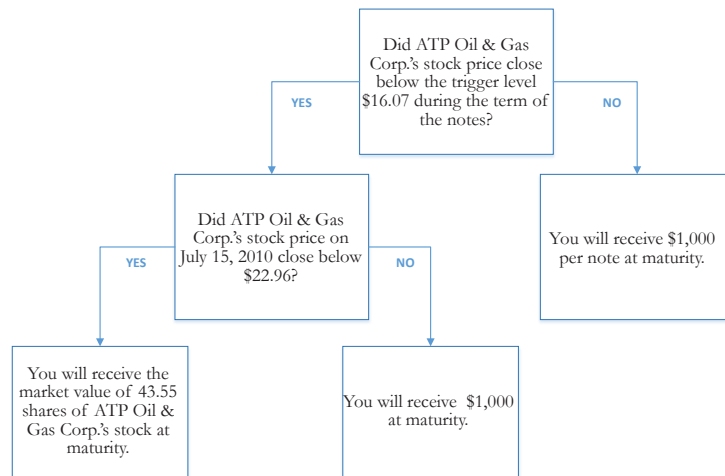 Did ATP Oil & Gas
Corp.'s stock price close
below the trigger level
$16.07 during the term of
the notes?
YES
NO
Did ATP Oil & Gas
Corp.'s stock price on
July 15, 2010 close below
$22.96?
You will receive $1,000
per note at maturity.
YES
NO
You will receive the
market value of 43.55
shares of ATP Oil &
Gas Corp.'s stock at
maturity.
You will receive $1,000
at maturity.